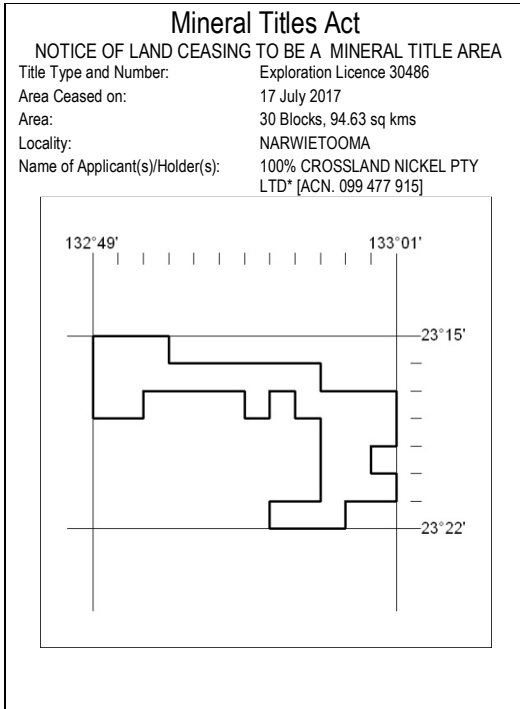 Mineral Titles Act
NOTICE OF LAND CEASING TO BE A MINERAL TITLE AREA
Title Type and Number: Exploration Licence 30486
Area Ceased on: 17 July 2017
Area: 30 Blocks, 94.63 sq kms
Locality: NARWIETOOMA
Name of Applicant(s)/Holder(s): 100% CROSSLAND NICKEL PTY
LTD* [ACN. 099 477 915]
132°49' 133°01'
23°15'
23°22'